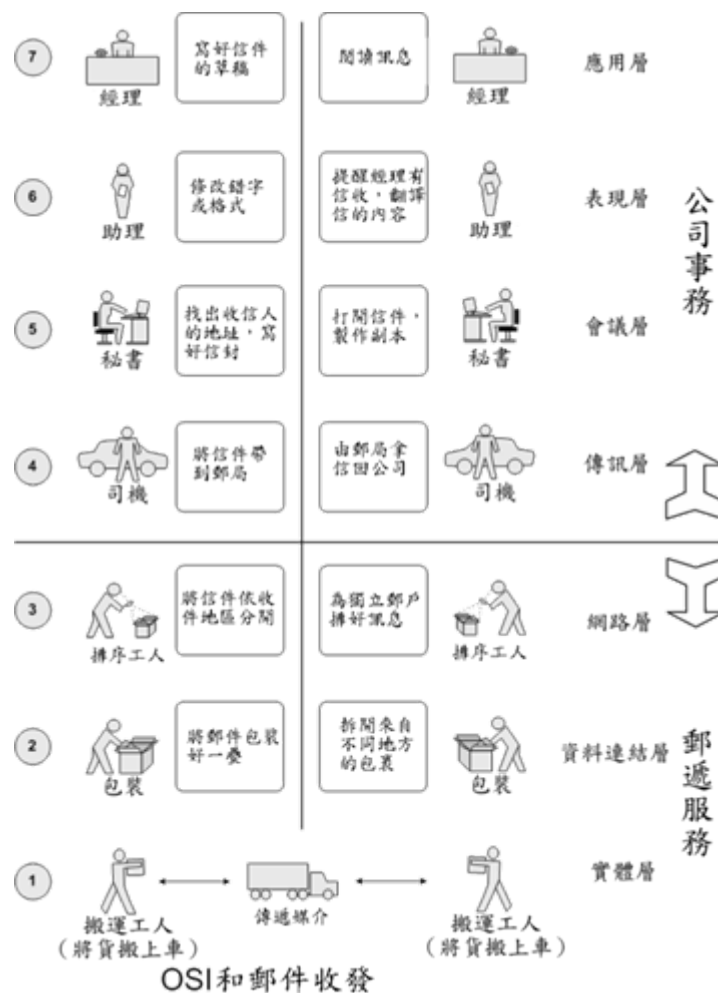 7
經理
寫好信件
的草稿
閱讀訊息
經理
應用層
6
助理
修改錯字
或格式
提醒經理有
信收，翻譯
信的內容
助理
表現層
公司事務
5
秘書
找出收信人
的地址，寫
好信封
打開信件，
製作副本
秘書
會議層
4
司機
將信件帶
到郵局
由郵局拿
信回公司
司機
傳訊層
3
排序工人
將信件依收
件地區分開
為獨立郵戶
排好訊息
排序工人
網路層
2
包裝
將郵件包裝
好一疊
拆開來自
不同地方
的包裹
包裝
資料連結層
郵遞服務
1
搬運工人
（將貨搬上車）
傳遞媒介
搬運工人
（將貨搬上車）
實體層
OSI和郵件收發